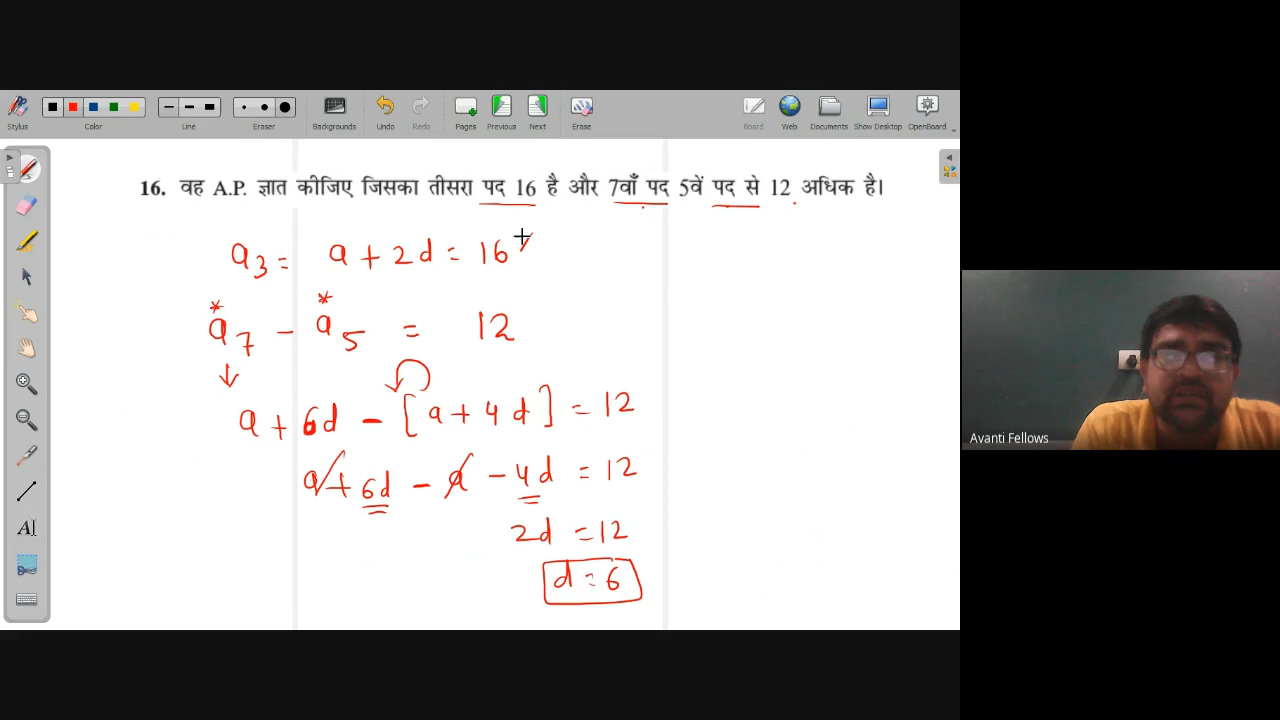 Stylus Color Line Eraser Backgrounds Undo Redo Pages Previous Next Erase Board Web Documents Show Desktop OpenBoard
16. वह A.P. ज्ञात कीजिए जिसका तीसरा पद 16 है और 7वाँ पद 5वें पद से 12 अधिक है।
a3 = a + 2d = 16
a7 - a5 = 12
a + 6d - [a + 4d] = 12
a + 6d - a - 4d = 12
2d = 12
d = 6
Avanti Fellows